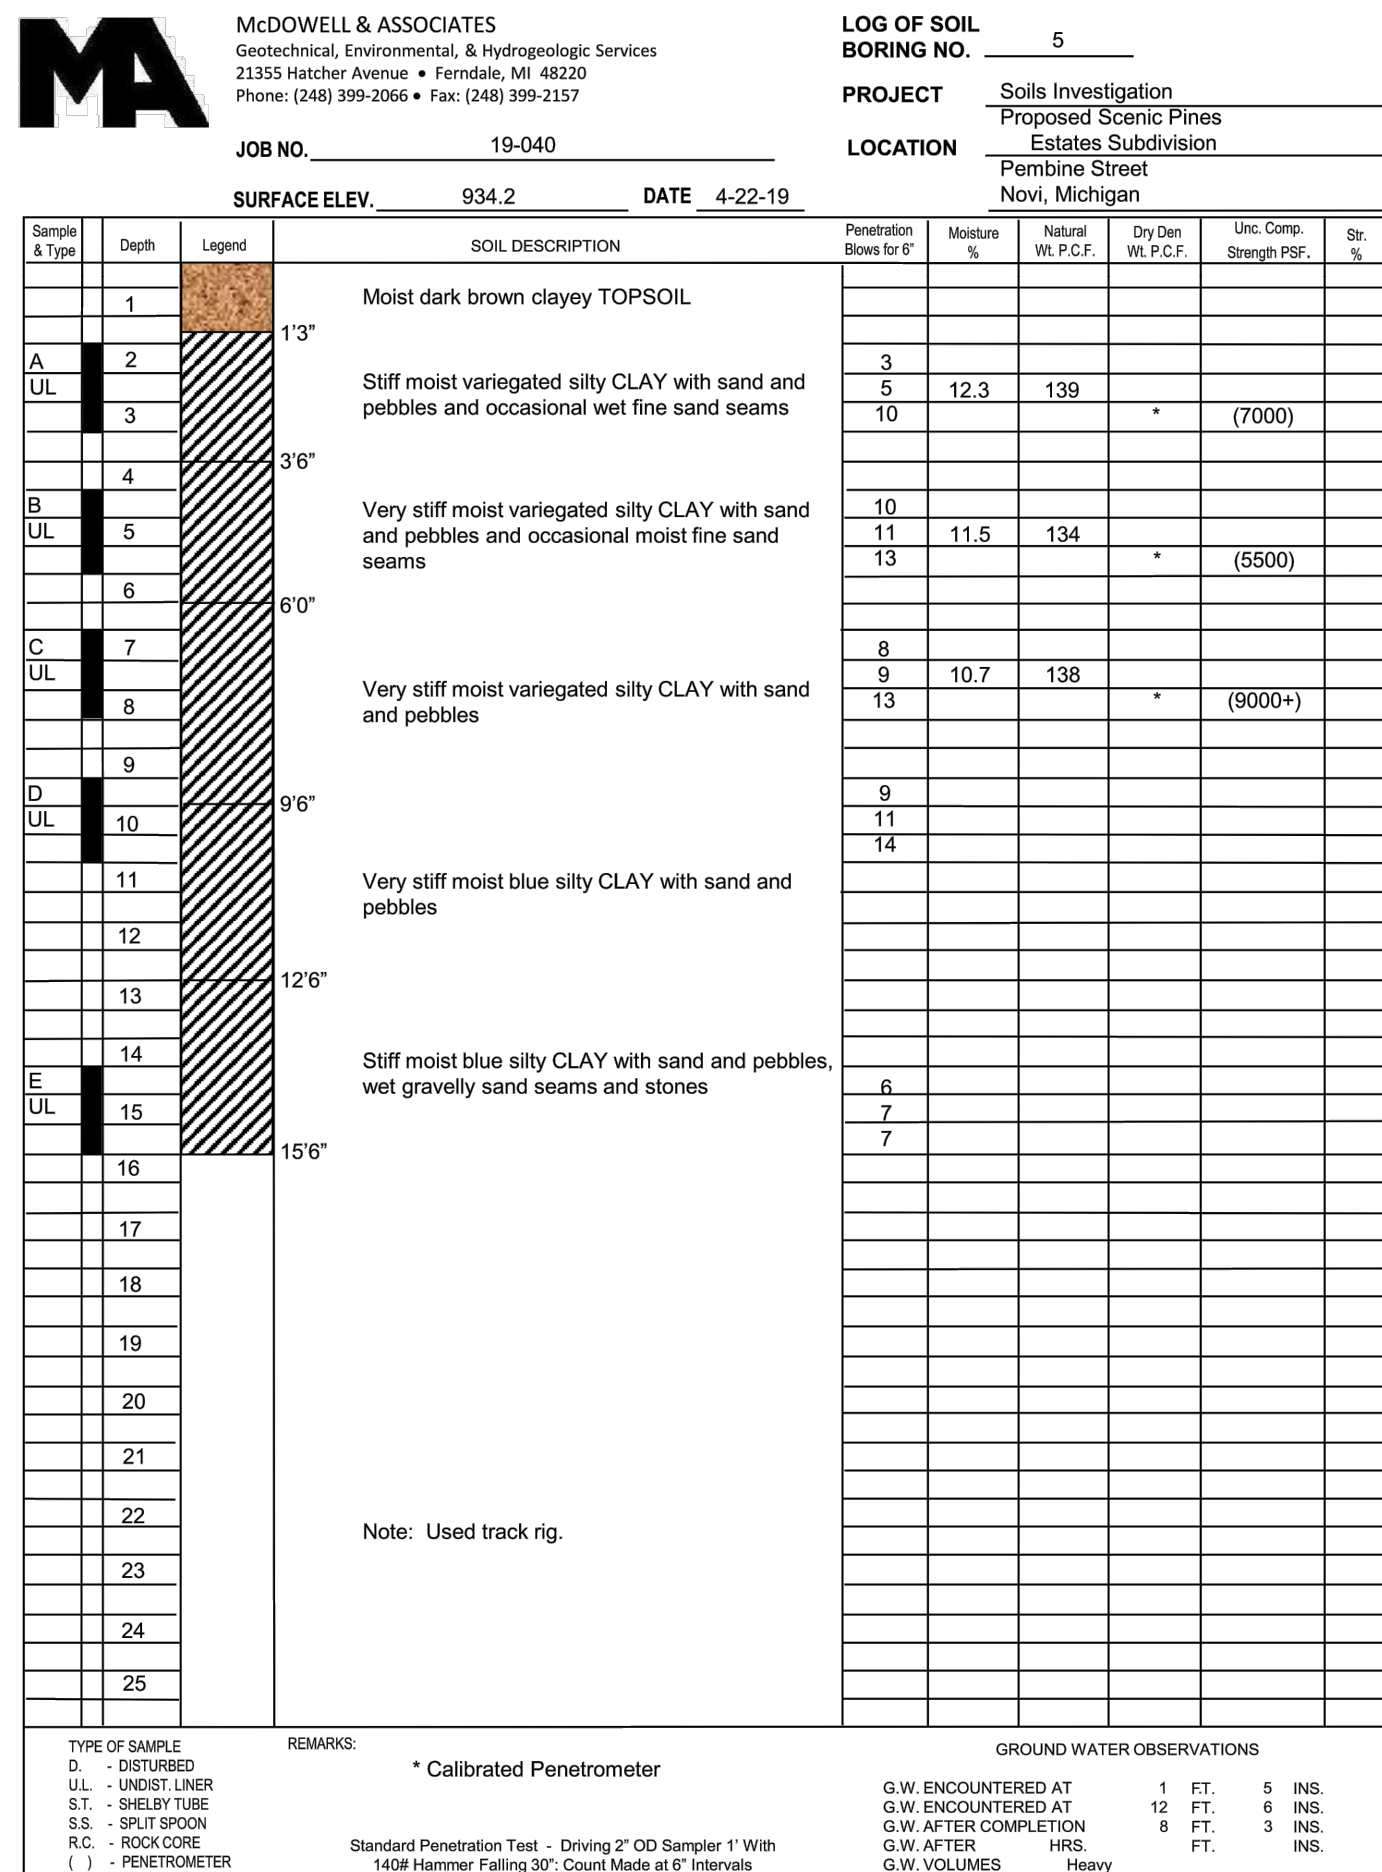 MA
McDOWELL & ASSOCIATES
Geotechnical, Environmental, & Hydrogeologic Services
21355 Hatcher Avenue • Ferndale, MI 48220
Phone: (248) 399-2066 • Fax: (248) 399-2157
JOB NO. 19-040
SURFACE ELEV. 934.2 DATE 4-22-19
LOG OF SOIL
BORING NO. 5
PROJECT Soils Investigation
Proposed Scenic Pines
LOCATION Estates Subdivision
Pembine Street
Novi, Michigan
Sample & Type Depth Legend SOIL DESCRIPTION Penetration Blows for 6" Moisture % Natural Wt. P.C.F. Dry Den Wt. P.C.F. Unc. Comp. Strength PSF. Str. %
1 Moist dark brown clayey TOPSOIL
1'3"
A 2 3
UL Stiff moist variegated silty CLAY with sand and 5 12.3 139
3 pebbles and occasional wet fine sand seams 10 * (7000)
3'6"
4
B Very stiff moist variegated silty CLAY with sand 10
UL 5 and pebbles and occasional moist fine sand 11 11.5 134
seams 13 * (5500)
6
6'0"
C 7 8
UL 9 10.7 138
Very stiff moist variegated silty CLAY with sand
8 and pebbles 13 * (9000+)
9
D 9
9'6"
UL 10 11
14
11 Very stiff moist blue silty CLAY with sand and
pebbles
12
12'6"
13
14 Stiff moist blue silty CLAY with sand and pebbles,
E wet gravelly sand seams and stones 6
UL 15 7
7
15'6"
16
17
18
19
20
21
22
Note: Used track rig.
23
24
25
TYPE OF SAMPLE
D. - DISTURBED
U.L. - UNDIST. LINER
S.T. - SHELBY TUBE
S.S. - SPLIT SPOON
R.C. - ROCK CORE
( ) - PENETROMETER
REMARKS:
* Calibrated Penetrometer
Standard Penetration Test - Driving 2" OD Sampler 1' With
140# Hammer Falling 30": Count Made at 6" Intervals
GROUND WATER OBSERVATIONS
G.W. ENCOUNTERED AT 1 FT. 5 INS.
G.W. ENCOUNTERED AT 12 FT. 6 INS.
G.W. AFTER COMPLETION 8 FT. 3 INS.
G.W. AFTER HRS. FT. INS.
G.W. VOLUMES Heavy